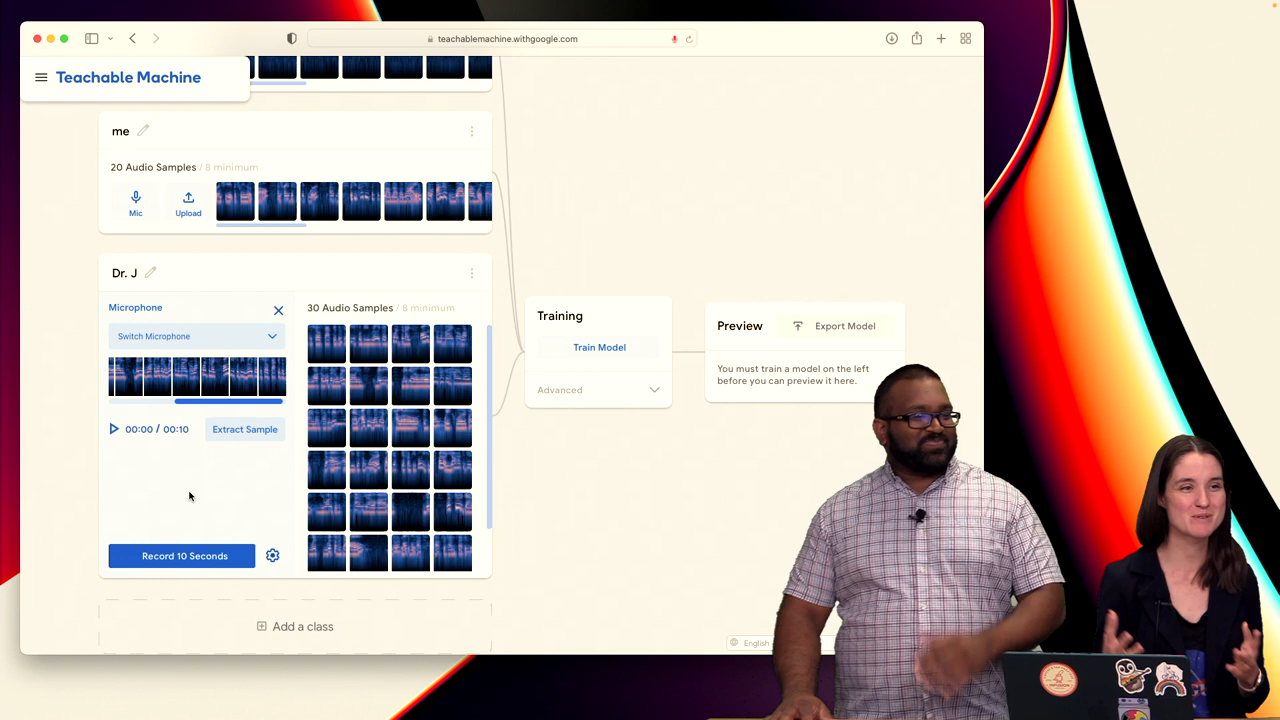 teachablemachine.withgoogle.com
Teachable Machine
me
20 Audio Samples / 8 minimum
Mic
Upload
Dr. J
Microphone
Switch Microphone
00:00 / 00:10
Extract Sample
Record 10 Seconds
30 Audio Samples / 8 minimum
Training
Train Model
Advanced
Preview
Export Model
You must train a model on the left
before you can preview it here.
Add a class
English